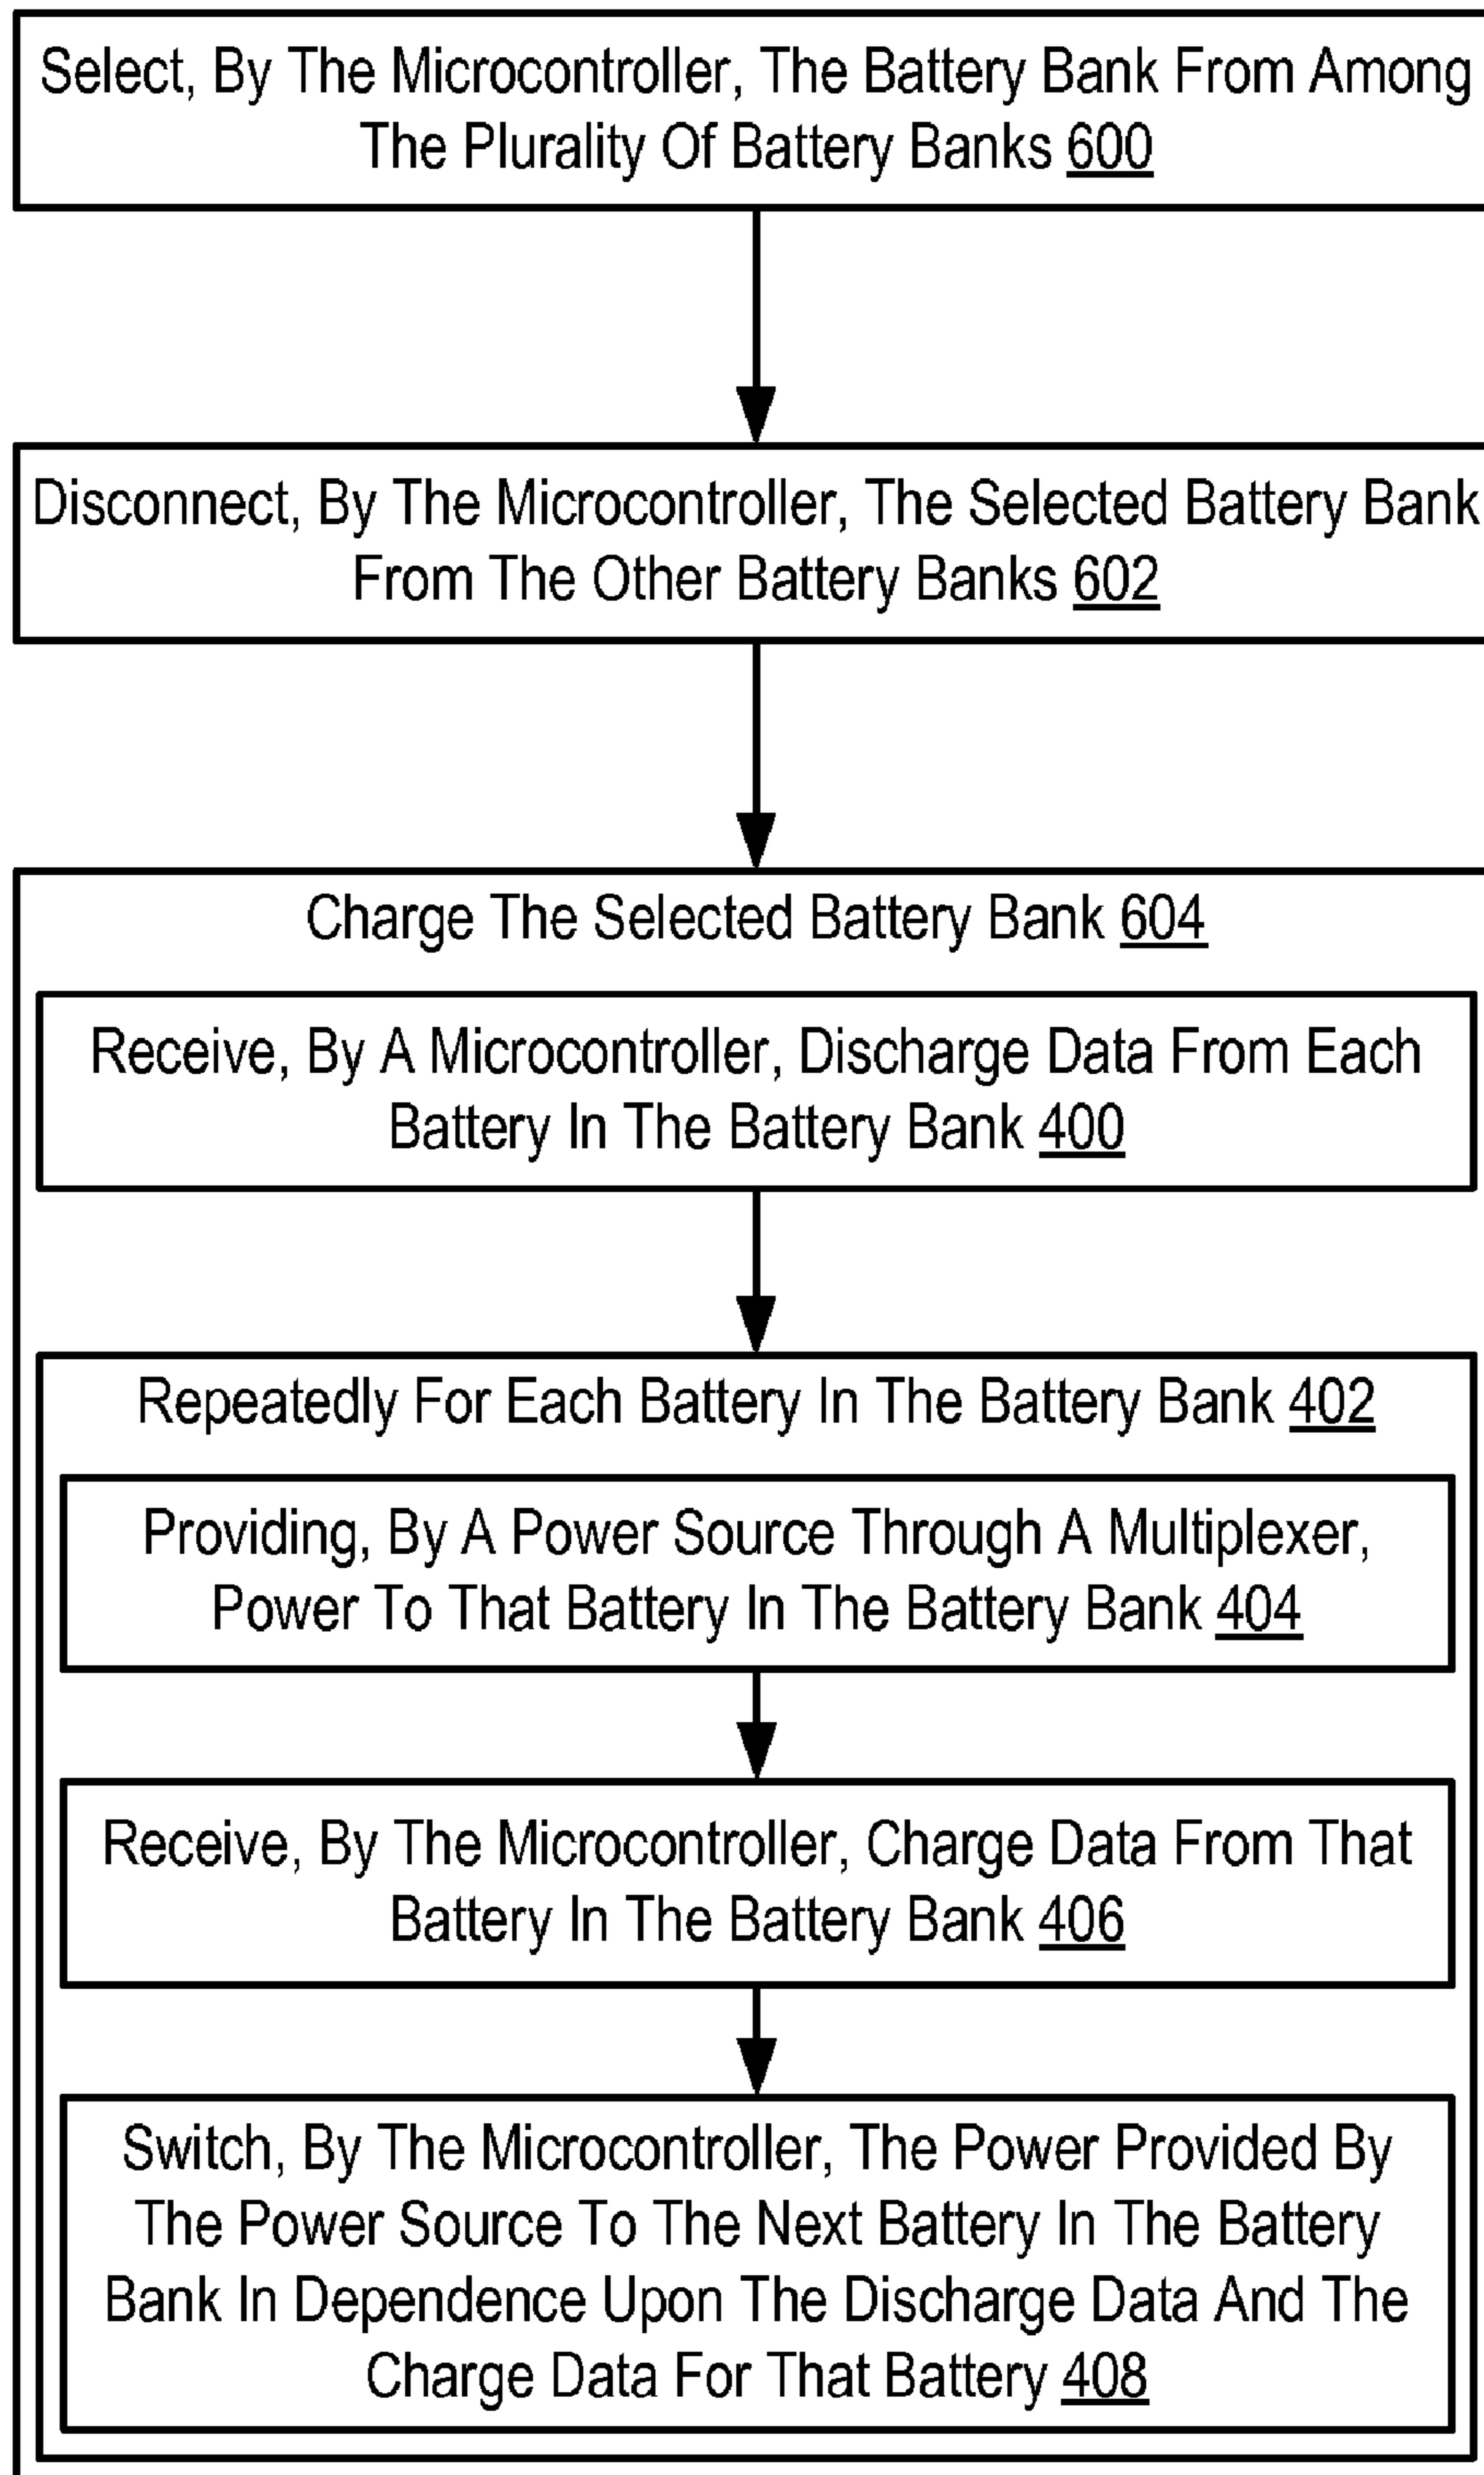 Select, By The Microcontroller, The Battery Bank From Among
The Plurality Of Battery Banks 600
Disconnect, By The Microcontroller, The Selected Battery Bank
From The Other Battery Banks 602
Charge The Selected Battery Bank 604
Receive, By A Microcontroller, Discharge Data From Each
Battery In The Battery Bank 400
Repeatedly For Each Battery In The Battery Bank 402
Providing, By A Power Source Through A Multiplexer,
Power To That Battery In The Battery Bank 404
Receive, By The Microcontroller, Charge Data From That
Battery In The Battery Bank 406
Switch, By The Microcontroller, The Power Provided By
The Power Source To The Next Battery In The Battery
Bank In Dependence Upon The Discharge Data And The
Charge Data For That Battery 408